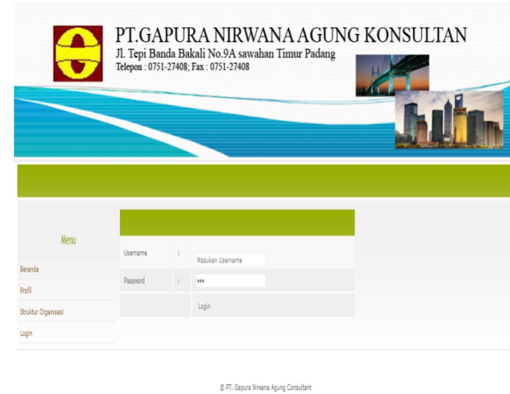 PT.GAPURA NIRWANA AGUNG KONSULTAN
Jl. Tepi Banda Bakali No.9A sawahan Timur Padang
Telepon : 0751-27408; Fax : 0751-27408
Menu
Beranda
Profil
Struktur Organisasi
Login
Username : Masukan Username
Password : •••
Login
© PT. Gapura Nirwana Agung Consultant